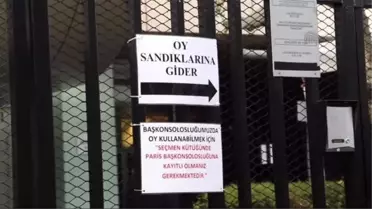 OY
SANDIKLARINA
GİDER
BAŞKONSOLOSLUĞUMUZDA
OY KULLANABİLMEK İÇİN
"SEÇMEN KÜTÜĞÜNDE
PARİS BAŞKONSOLOSLUĞUNA
KAYITLI OLMANIZ
GEREKMEKTEDİR."